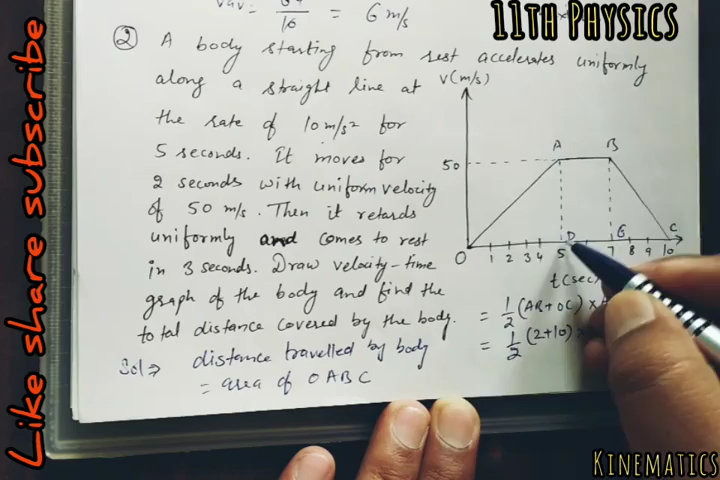 11th Physics
Vav = = 6 m/s
16
② A body starting from rest accelerates uniformly
along a straight line at
the rate of 10 m/s² for
5 seconds. It moves for
2 seconds with uniform velocity
of 50 m/s. Then it retards
uniformly and comes to rest
in 3 seconds. Draw velocity-time
graph of the body and find the
total distance covered by the body.
Sol ⇒ distance travelled by body
= area of OABC
V(m/s)
A B
50
D E C
O 1 2 3 4 5 7 8 9 10
t(sec)
= 1/2 (AB+OC) ×
= 1/2 (2+10)
Like share subscribe
Kinematics